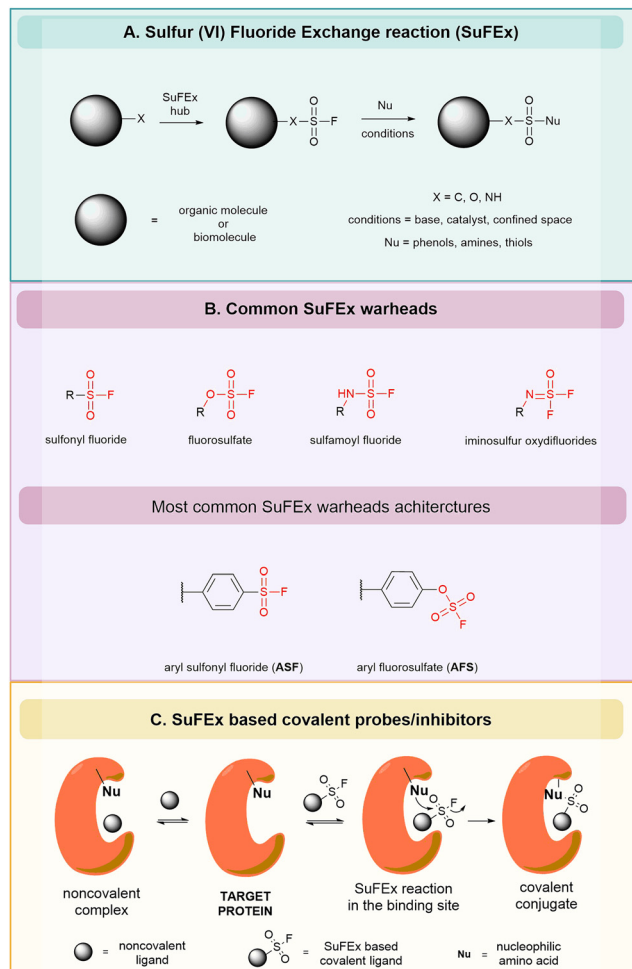 A. Sulfur (VI) Fluoride Exchange reaction (SuFEx)
X
SuFEx
hub
X
O
S
O
F
Nu
conditions
X
O
S
O
Nu
=
organic molecule
or
biomolecule
X = C, O, NH
conditions = base, catalyst, confined space
Nu = phenols, amines, thiols
B. Common SuFEx warheads
O
R S F
O
sulfonyl fluoride
O
O S F
R O
fluorosulfate
O
HN S F
R O
sulfamoyl fluoride
O
N S F
R F
iminosulfur oxydifluorides
Most common SuFEx warheads achiterctures
O
S F
O
aryl sulfonyl fluoride (ASF)
O
S O
O F
aryl fluorosulfate (AFS)
C. SuFEx based covalent probes/inhibitors
Nu
noncovalent
complex
Nu
TARGET
PROTEIN
O F
S
O
Nu
O F
S
O
SuFEx reaction
in the binding site
Nu O
S
O
covalent
conjugate
= noncovalent
ligand
O F
S
O
= SuFEx based
covalent ligand
Nu = nucleophilic
amino acid